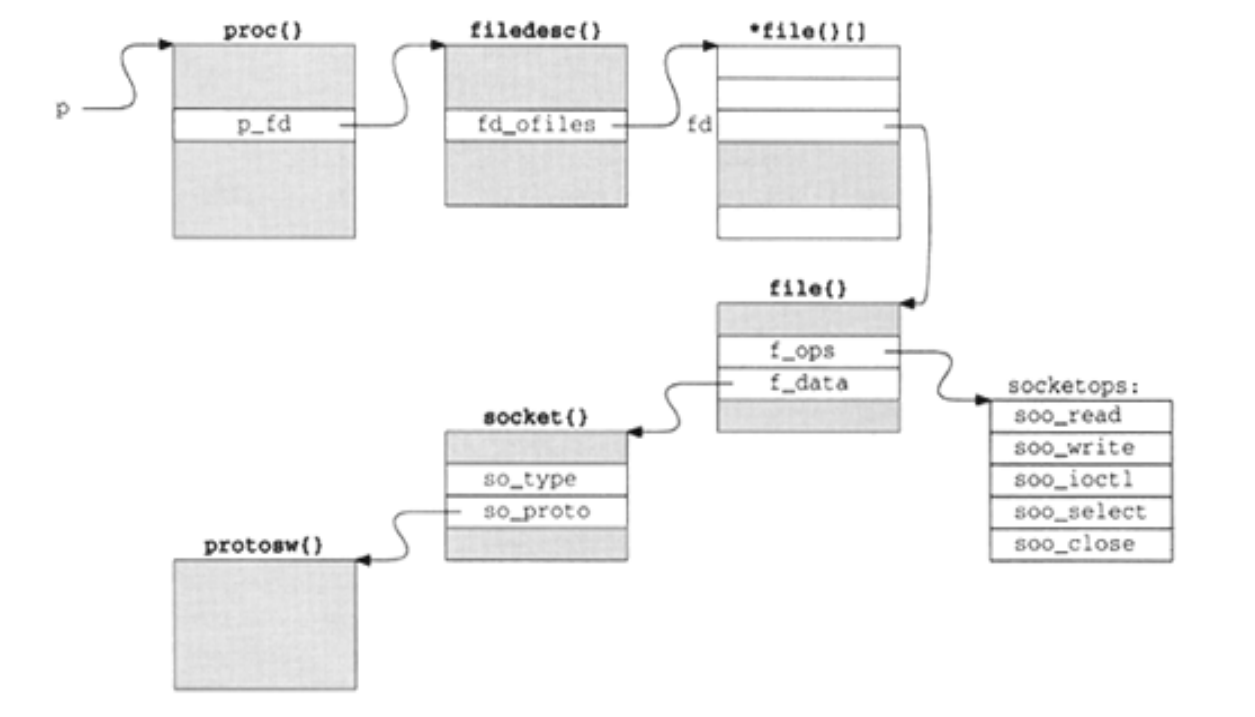 proc{}
filedesc{}
*file{}[]
p
p_fd
fd_ofiles
fd
file{}
f_ops
f_data
socketops:
soo_read
soo_write
soo_ioctl
soo_select
soo_close
socket{}
so_type
so_proto
protosw{}